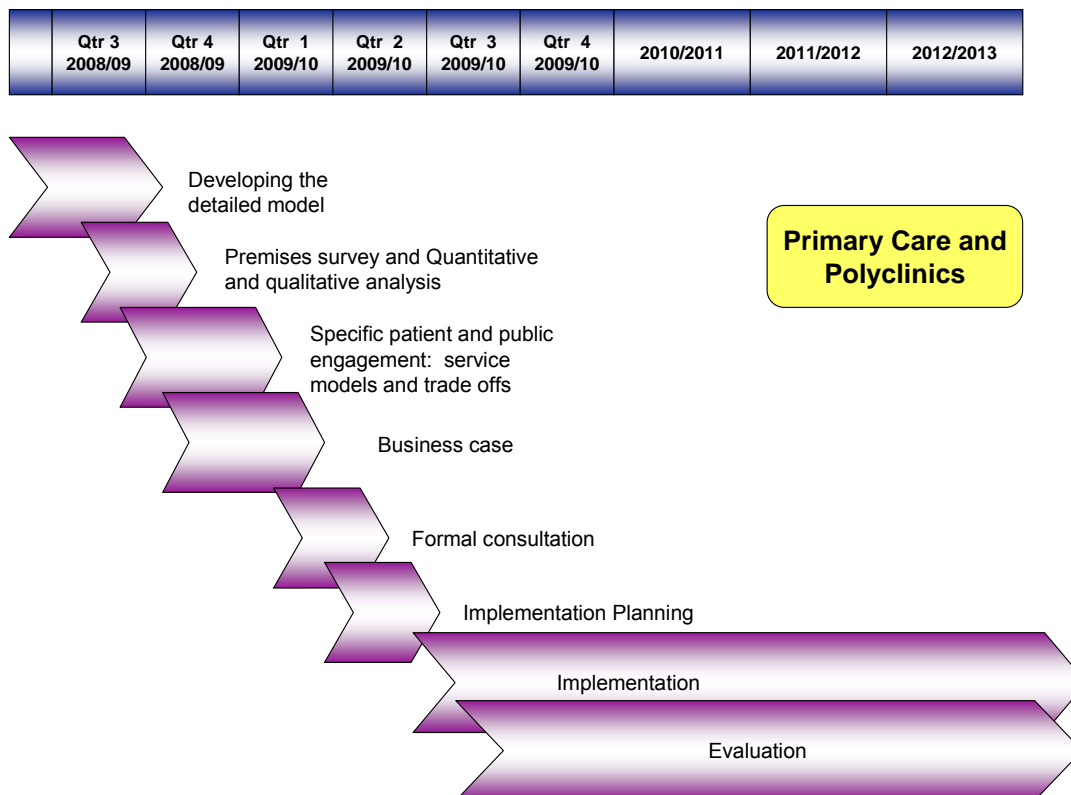 Qtr 3
2008/09
Qtr 4
2008/09
Qtr 1
2009/10
Qtr 2
2009/10
Qtr 3
2009/10
Qtr 4
2009/10
2010/2011
2011/2012
2012/2013
Developing the
detailed model
Primary Care and
Polyclinics
Premises survey and Quantitative
and qualitative analysis
Specific patient and public
engagement: service
models and trade offs
Business case
Formal consultation
Implementation Planning
Implementation
Evaluation